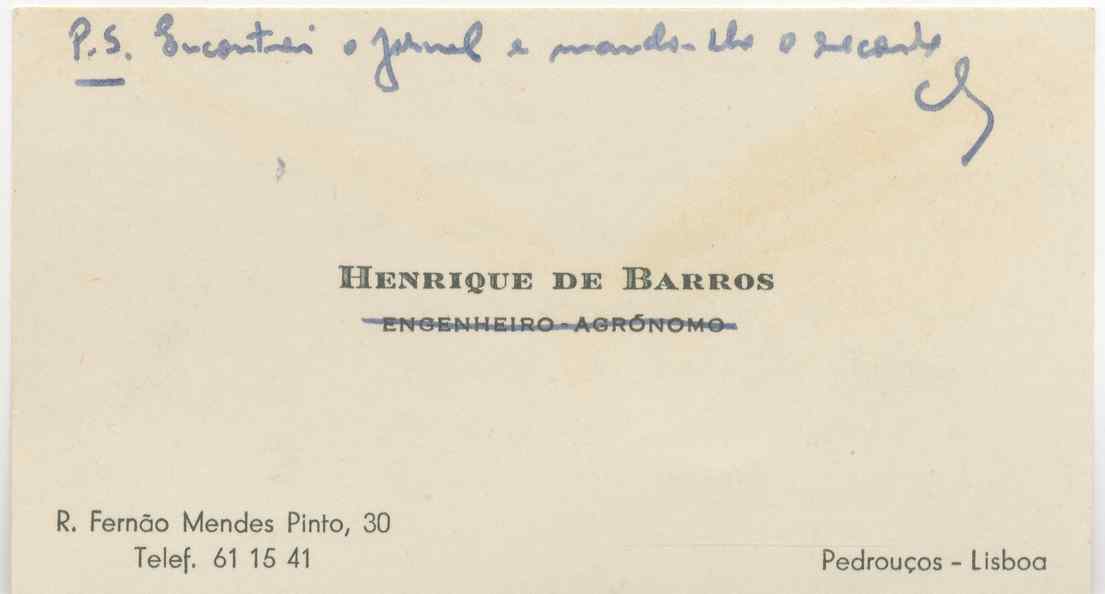 P.S. Encontrei o jornal e mando-lhe o recorte
HENRIQUE DE BARROS
ENGENHEIRO-AGRÓNOMO
R. Fernão Mendes Pinto, 30
Telef. 61 15 41
Pedrouços - Lisboa